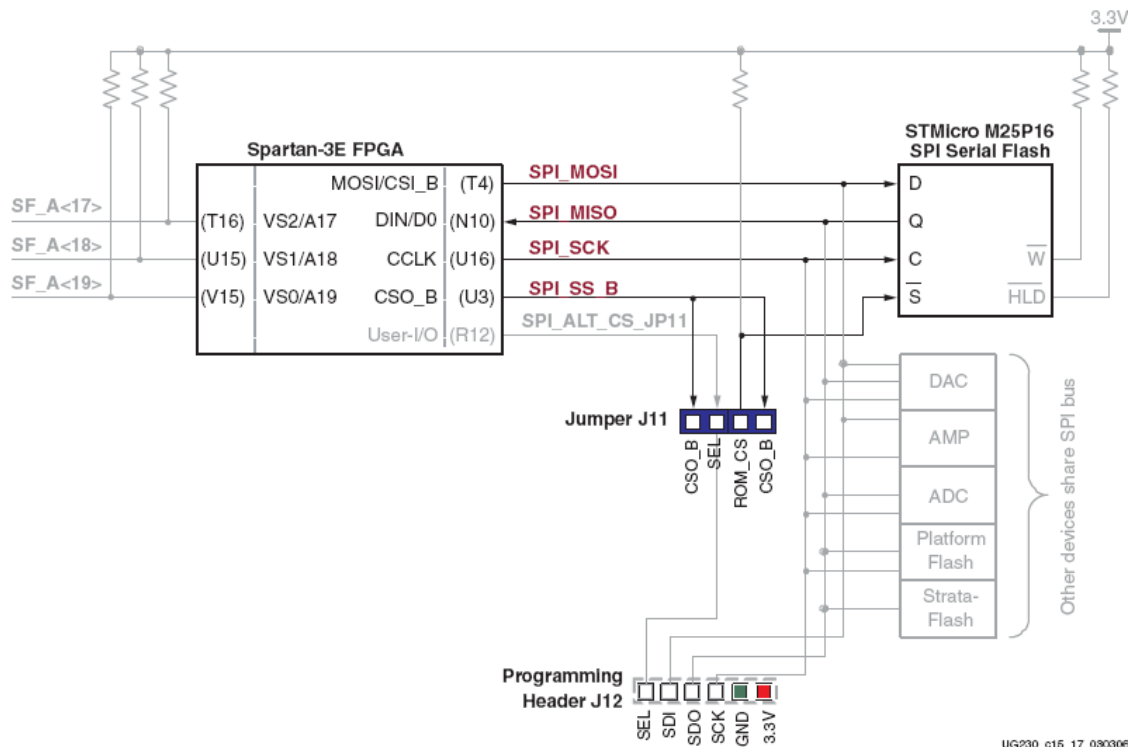 3.3V
STMicro M25P16
SPI Serial Flash
Spartan-3E FPGA
MOSI/CSI_B (T4)
SPI_MOSI
D
SF_A<17>
(T16) VS2/A17
DIN/D0 (N10)
SPI_MISO
Q
SF_A<18>
(U15) VS1/A18
CCLK (U16)
SPI_SCK
C
W
SF_A<19>
(V15) VS0/A19
CSO_B (U3)
SPI_SS_B
S
HLD
User-I/O (R12)
SPI_ALT_CS_JP11
Jumper J11
CSO_B
SEL
ROM_CS
CSO_B
DAC
AMP
ADC
Platform
Flash
Strata-
Flash
Other devices share SPI bus
Programming
Header J12
SEL
SDI
SDO
SCK
GND
3.3V
UG230_c15_17_030306